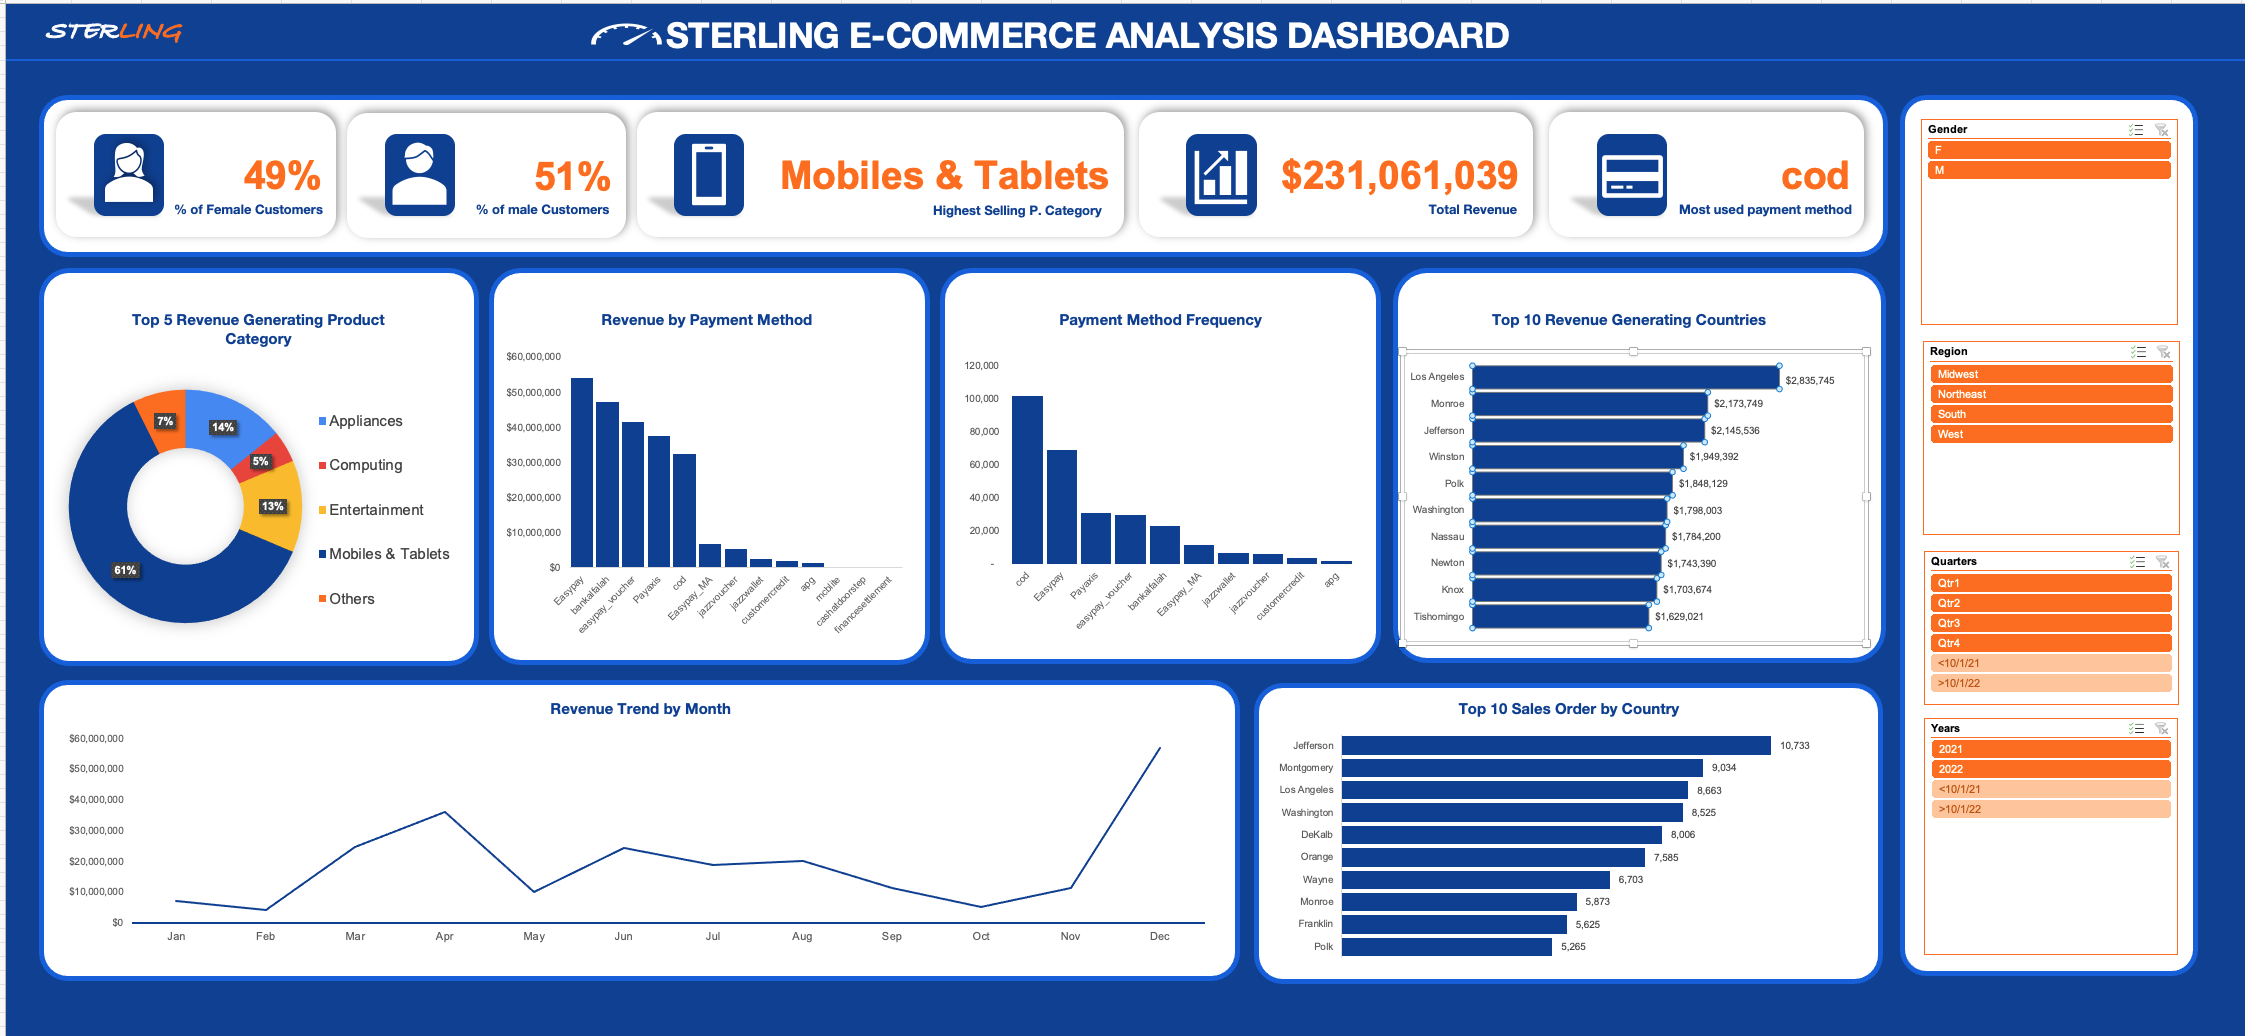 STERLING
STERLING E-COMMERCE ANALYSIS DASHBOARD
49%
% of Female Customers
51%
% of male Customers
Mobiles & Tablets
Highest Selling P. Category
$231,061,039
Total Revenue
cod
Most used payment method
Top 5 Revenue Generating Product
Category
7%
14%
5%
13%
61%
Appliances
Computing
Entertainment
Mobiles & Tablets
Others
Revenue by Payment Method
$60,000,000
$50,000,000
$40,000,000
$30,000,000
$20,000,000
$10,000,000
$0
Easypay
bankalfalah
easypay_voucher
Payaxis
cod
Easypay_MA
jazzvoucher
jazzwallet
customercredit
apg
mcblite
cashatdoorstep
financesettlement
Payment Method Frequency
120,000
100,000
80,000
60,000
40,000
20,000
-
cod
Easypay
Payaxis
easypay_voucher
bankalfalah
Easypay_MA
jazzwallet
jazzvoucher
customercredit
apg
Top 10 Revenue Generating Countries
Los Angeles $2,835,745
Monroe $2,173,749
Jefferson $2,145,536
Winston $1,949,392
Polk $1,848,129
Washington $1,798,003
Nassau $1,784,200
Newton $1,743,390
Knox $1,703,674
Tishomingo $1,629,021
Revenue Trend by Month
$60,000,000
$50,000,000
$40,000,000
$30,000,000
$20,000,000
$10,000,000
$0
Jan Feb Mar Apr May Jun Jul Aug Sep Oct Nov Dec
Top 10 Sales Order by Country
Jefferson 10,733
Montgomery 9,034
Los Angeles 8,663
Washington 8,525
DeKalb 8,006
Orange 7,585
Wayne 6,703
Monroe 5,873
Franklin 5,625
Polk 5,265
Gender
F
M
Region
Midwest
Northeast
South
West
Quarters
Qtr1
Qtr2
Qtr3
Qtr4
<10/1/21
>10/1/22
Years
2021
2022
<10/1/21
>10/1/22